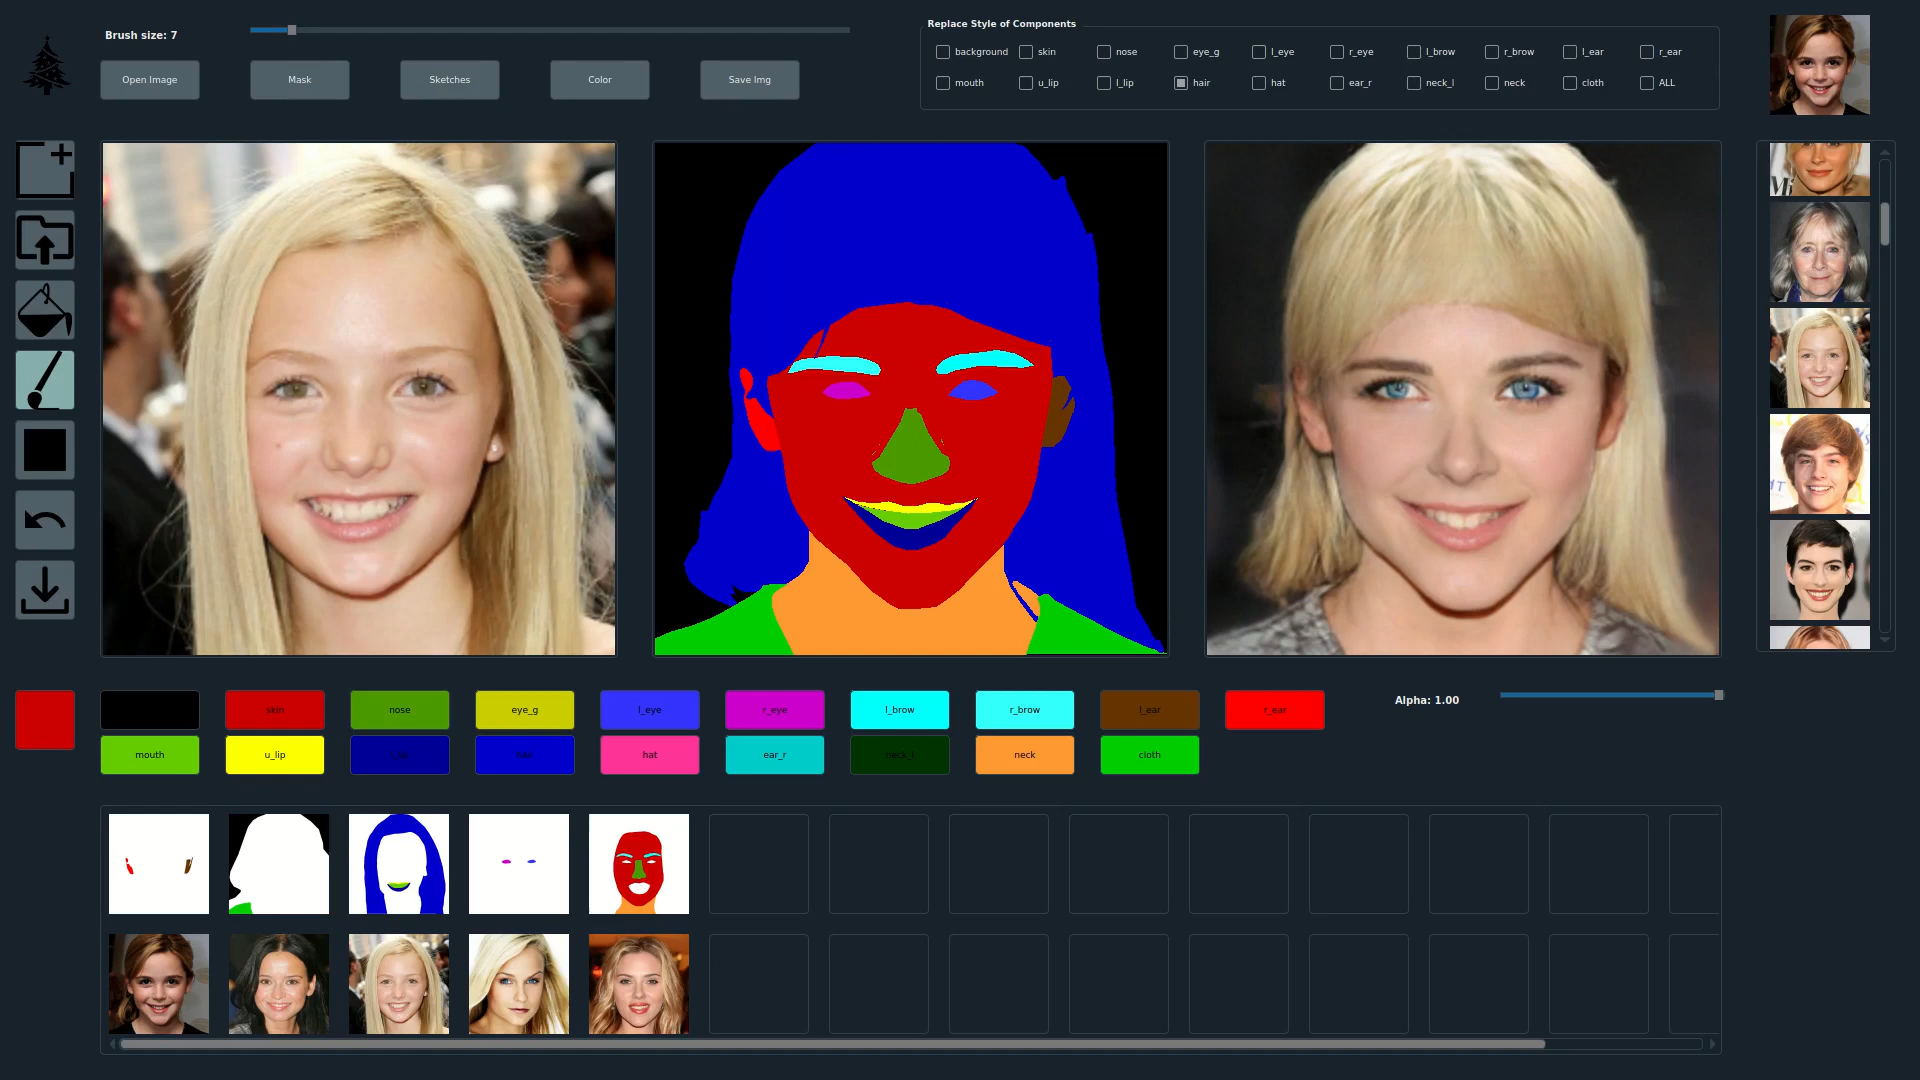 Brush size: 7
Open Image
Mask
Sketches
Color
Save Img
Replace Style of Components
background skin nose eye_g l_eye r_eye l_brow r_brow l_ear r_ear
mouth u_lip l_lip hair hat ear_r neck_l neck cloth ALL
skin nose eye_g l_eye r_eye l_brow r_brow l_ear r_ear
mouth u_lip hair hat ear_r neck_l neck cloth
Alpha: 1.00